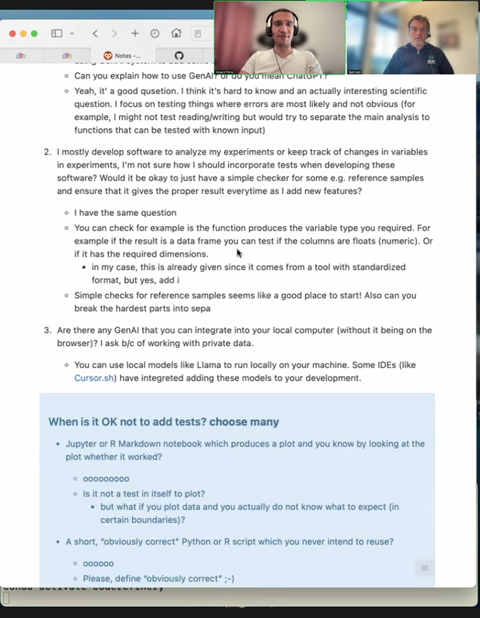 Notes -...
Can you explain how to use GenAI? or do you mean ChatGPT?
Yeah, it' a good qusetion. I think it's hard to know and an actually interesting scientific
question. I focus on testing things where errors are most likely and not obvious (for
example, I might not test reading/writing but would try to separate the main analysis to
functions that can be tested with known input)
2. I mostly develop software to analyze my experiments or keep track of changes in variables
in experiments, I'm not sure how I should incorporate tests when developing these
software? Would it be okay to just have a simple checker for some e.g. reference samples
and ensure that it gives the proper result everytime as I add new features?
I have the same question
You can check for example is the function produces the variable type you required. For
example if the result is a data frame you can test if the columns are floats (numeric). Or
if it has the required dimensions.
in my case, this is already given since it comes from a tool with standardized
format, but yes, add i
Simple checks for reference samples seems like a good place to start! Also can you
break the hardest parts into sepa
3. Are there any GenAI that you can integrate into your local computer (without it being on the
browser)? I ask b/c of working with private data.
You can use local models like Llama to run locally on your machine. Some IDEs (like
Cursor.sh) have integrated adding these models to your development.
When is it OK not to add tests? choose many
Jupyter or R Markdown notebook which produces a plot and you know by looking at the
plot whether it worked?
ooooooooo
Is it not a test in itself to plot?
but what if you plot data and you actually do not know what to expect (in
certain boundaries)?
A short, "obviously correct" Python or R script which you never intend to reuse?
oooooo
Please, define "obviously correct" ;-)